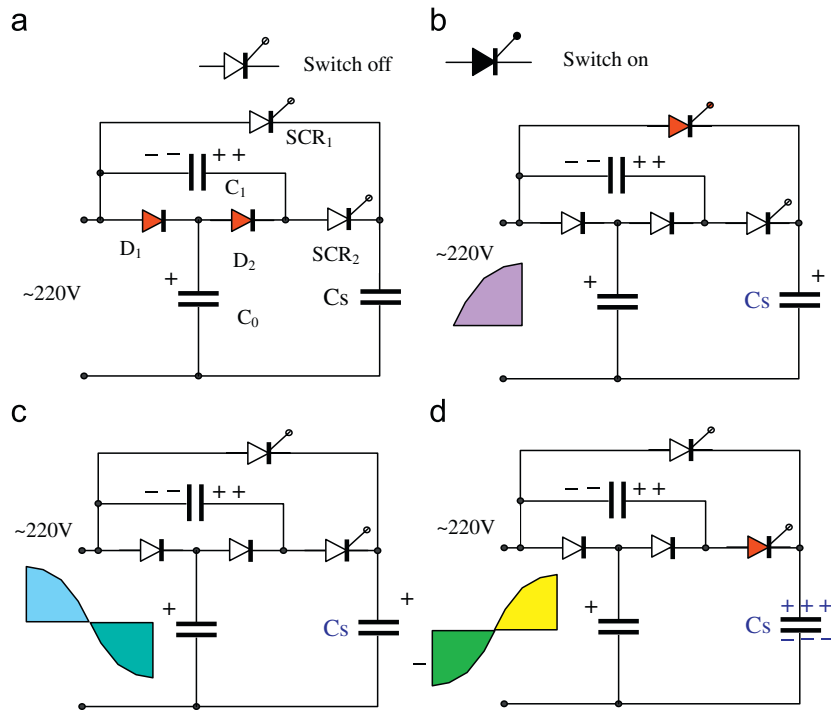 a
Switch off
b
Switch on
SCR1
– – + +
C1
D1
D2
SCR2
+
~220V
C0
Cs
– – + +
~220V
+
Cs
+
c
– – + +
~220V
+
Cs
+
d
– – + +
~220V
+
–
Cs
+ + +
– – –